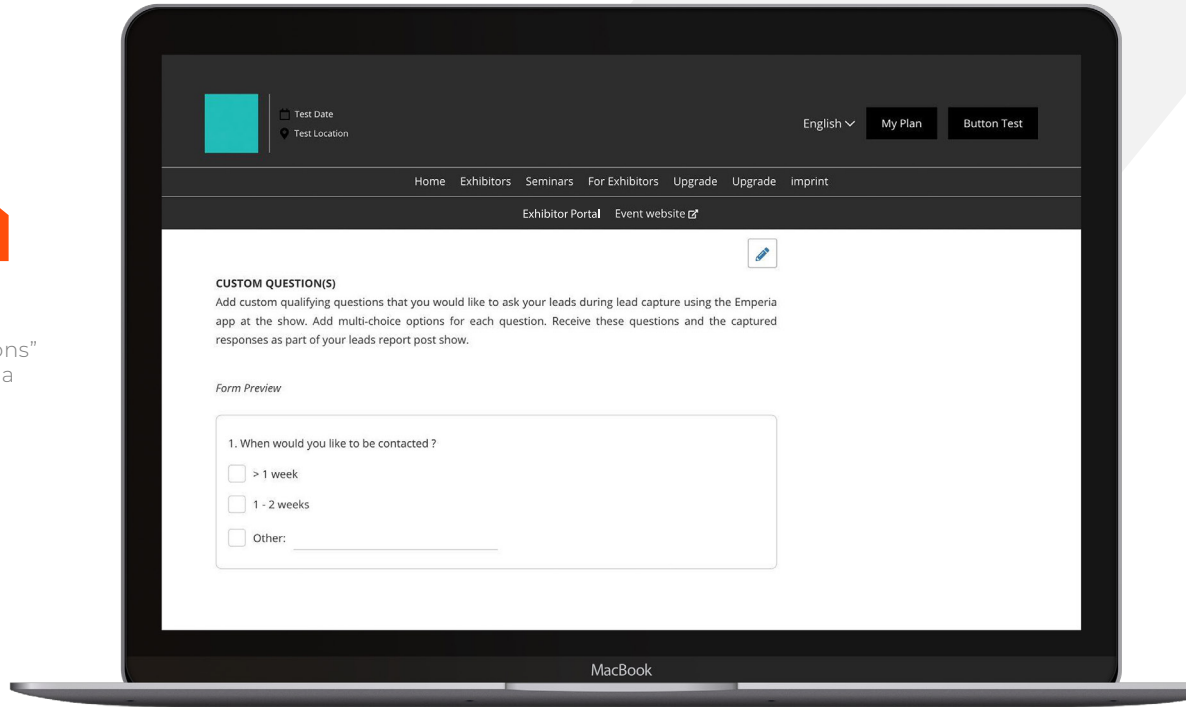 Test Date
Test Location
English
My Plan
Button Test
Home Exhibitors Seminars For Exhibitors Upgrade Upgrade imprint
Exhibitor Portal Event website
CUSTOM QUESTION(S)
Add custom qualifying questions that you would like to ask your leads during lead capture using the Emperia
app at the show. Add multi-choice options for each question. Receive these questions and the captured
responses as part of your leads report post show.
ons”
a
Form Preview
1. When would you like to be contacted ?
> 1 week
1 - 2 weeks
Other:
MacBook